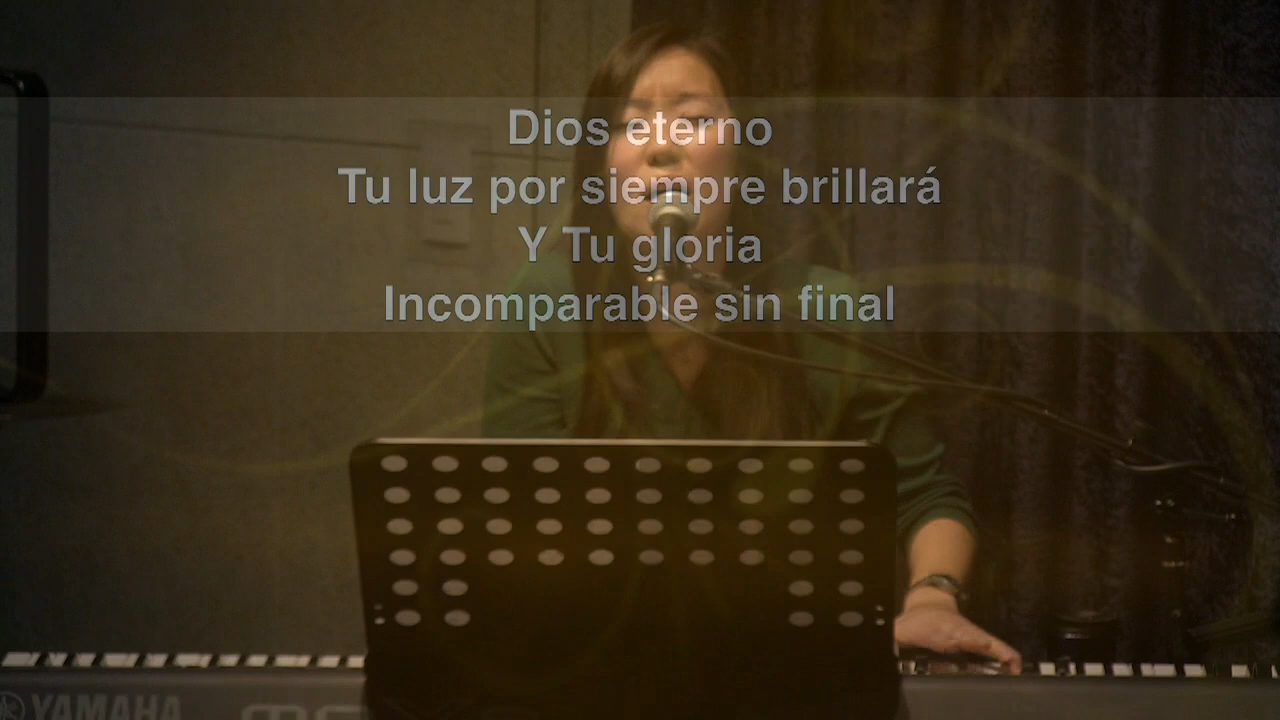 Dios eterno
Tu luz por siempre brillará
Y Tu gloria
Incomparable sin final
YAMAHA